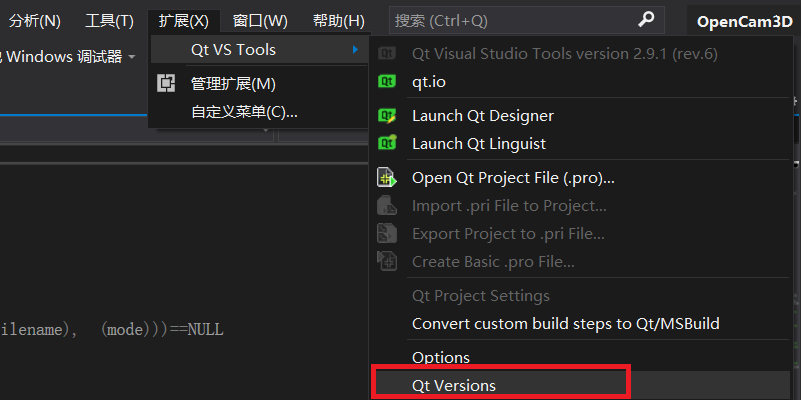 分析(N) 工具(T) 扩展(X) 窗口(W) 帮助(H) 搜索 (Ctrl+Q) OpenCam3D
Windows 调试器
Qt VS Tools
管理扩展(M)
自定义菜单(C)...
Qt Visual Studio Tools version 2.9.1 (rev.6)
qt.io
Launch Qt Designer
Launch Qt Linguist
Open Qt Project File (.pro)...
Import .pri File to Project...
Export Project to .pri File...
Create Basic .pro File...
Qt Project Settings
Convert custom build steps to Qt/MSBuild
Options
Qt Versions
ilename), (mode)))==NULL